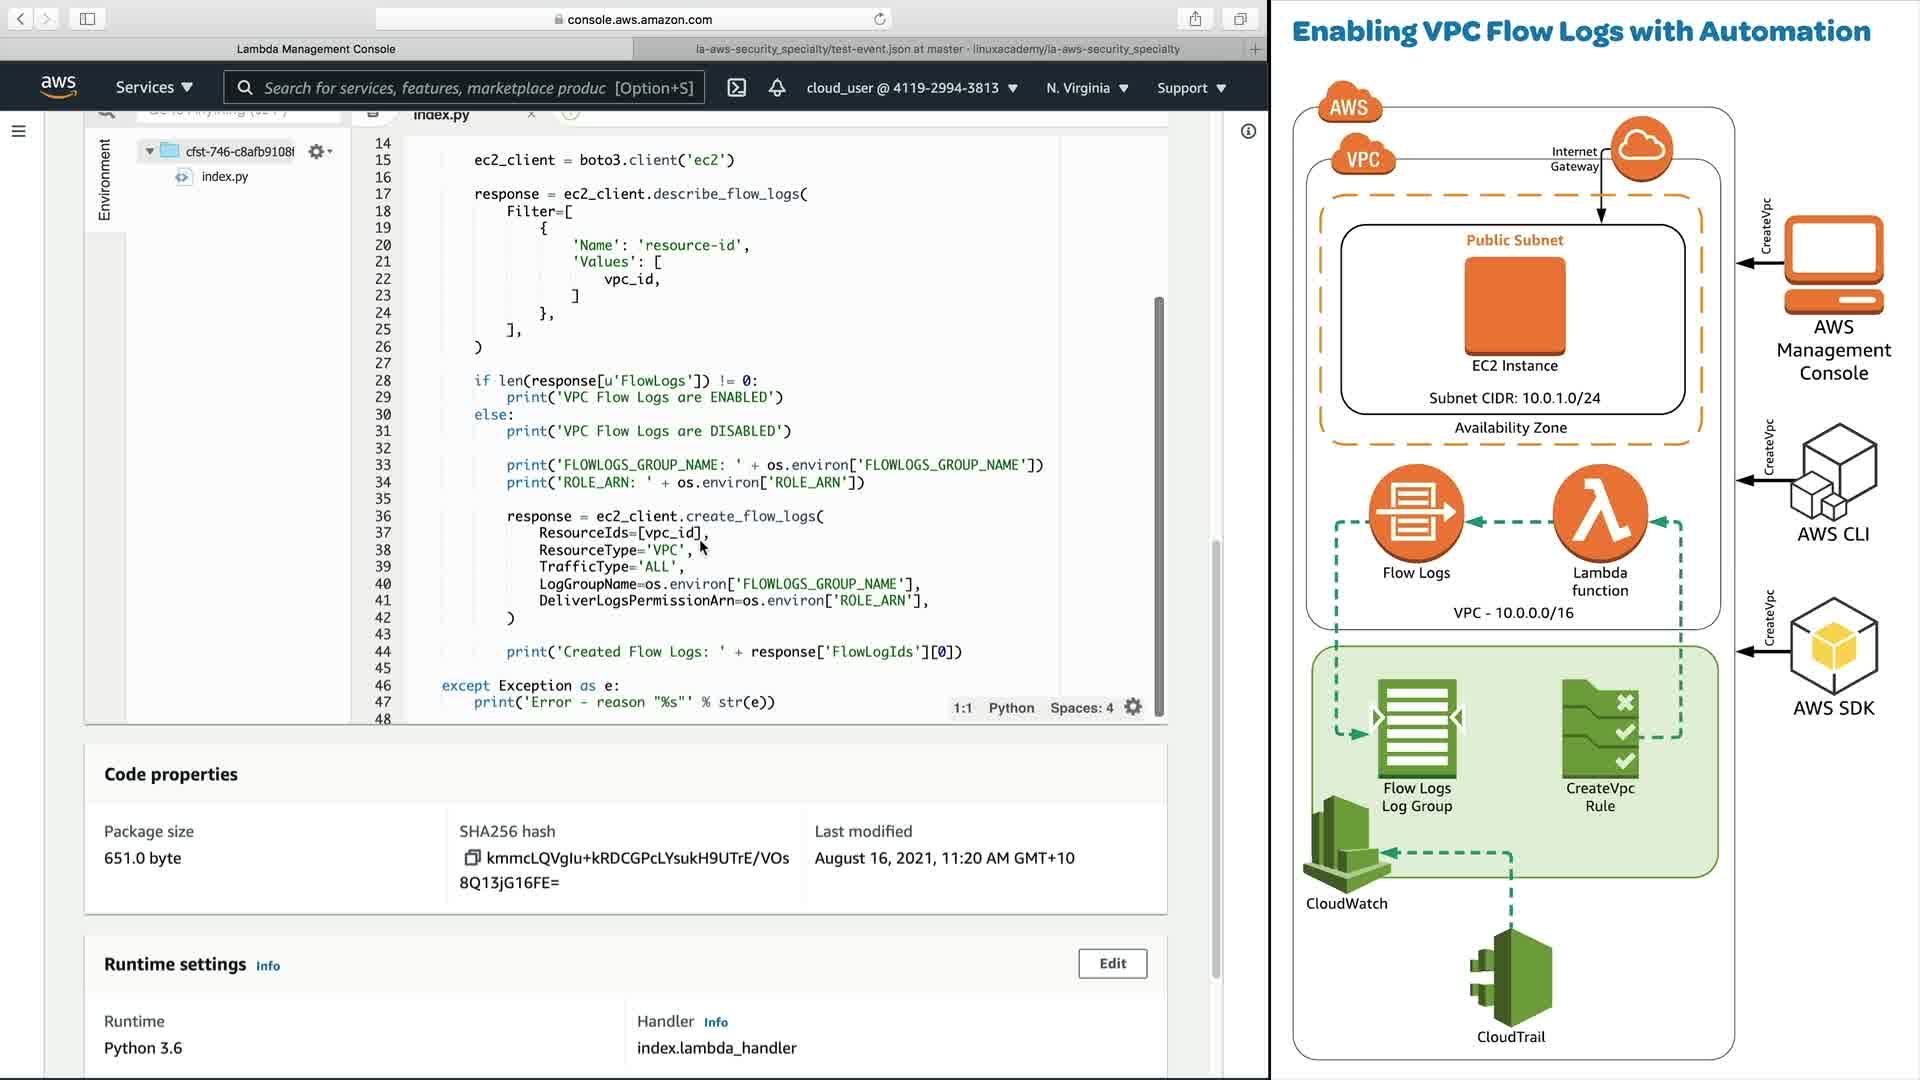 console.aws.amazon.com
Lambda Management Console
la-aws-security_specialty/test-event.json at master · linuxacademy/la-aws-security_specialty
aws
Services ▼
Search for services, features, marketplace produc [Option+S]
cloud_user @ 4119-2994-3813 ▼
N. Virginia ▼
Support ▼
index.py
Environment
cfst-746-c8afb9108f
index.py
14
15 ec2_client = boto3.client('ec2')
16
17 response = ec2_client.describe_flow_logs(
18 Filter=[
19 {
20 'Name': 'resource-id',
21 'Values': [
22 vpc_id,
23 ]
24 },
25 ],
26 )
27
28 if len(response[u'FlowLogs']) != 0:
29 print('VPC Flow Logs are ENABLED')
30 else:
31 print('VPC Flow Logs are DISABLED')
32
33 print('FLOWLOGS_GROUP_NAME: ' + os.environ['FLOWLOGS_GROUP_NAME'])
34 print('ROLE_ARN: ' + os.environ['ROLE_ARN'])
35
36 response = ec2_client.create_flow_logs(
37 ResourceIds=[vpc_id],
38 ResourceType='VPC',
39 TrafficType='ALL',
40 LogGroupName=os.environ['FLOWLOGS_GROUP_NAME'],
41 DeliverLogsPermissionArn=os.environ['ROLE_ARN'],
42 )
43
44 print('Created Flow Logs: ' + response['FlowLogIds'][0])
45
46 except Exception as e:
47 print('Error - reason "%s"' % str(e))
48
1:1 Python Spaces: 4
Code properties
Package size
651.0 byte
SHA256 hash
kmmcLQVgIu+kRDCGPcLYsukH9UTrE/VOs
8Q13jG16FE=
Last modified
August 16, 2021, 11:20 AM GMT+10
Runtime settings Info
Edit
Runtime
Python 3.6
Handler Info
index.lambda_handler
Enabling VPC Flow Logs with Automation
AWS
VPC
Internet
Gateway
Public Subnet
EC2 Instance
Subnet CIDR: 10.0.1.0/24
Availability Zone
Flow Logs
Lambda
function
VPC - 10.0.0.0/16
Flow Logs
Log Group
CreateVpc
Rule
CloudWatch
CloudTrail
CreateVpc
AWS
Management
Console
CreateVpc
AWS CLI
CreateVpc
AWS SDK